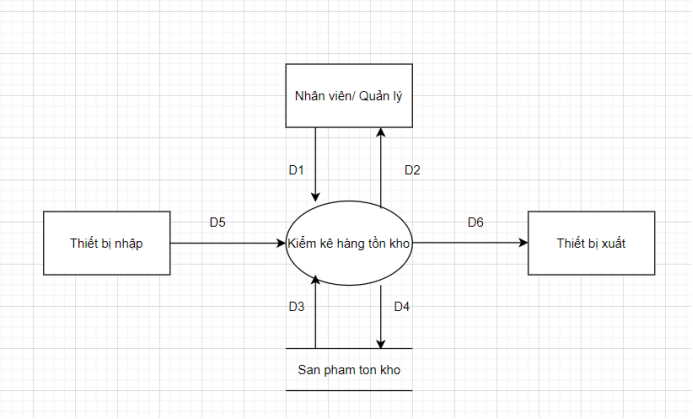 Nhân viên/ Quản lý
D1
D2
D5
D6
Thiết bị nhập
Kiểm kê hàng tồn kho
Thiết bị xuất
D3
D4
San pham ton kho